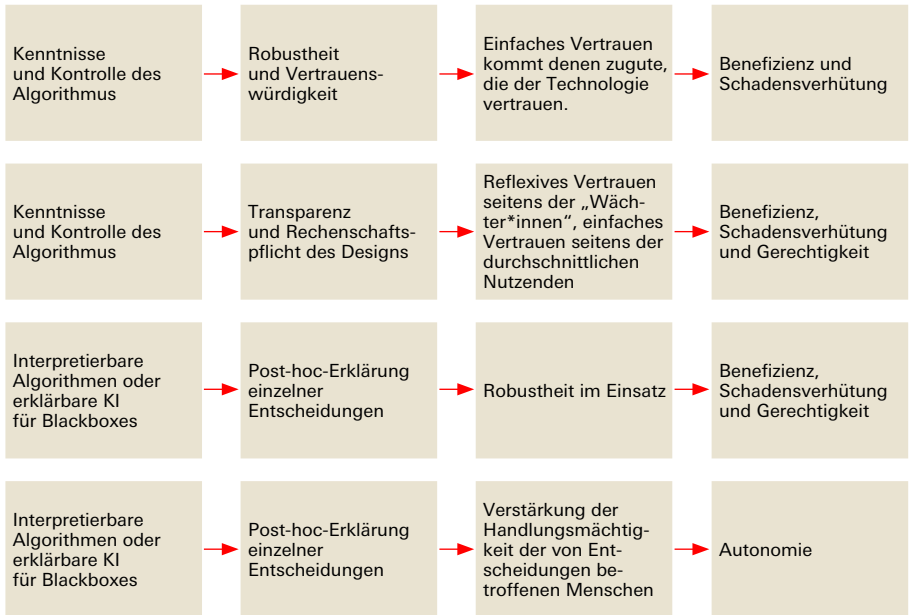 Kenntnisse
und Kontrolle des
Algorithmus
Robustheit
und Vertrauens-
würdigkeit
Einfaches Vertrauen
kommt denen zugute,
die der Technologie
vertrauen.
Benefizienz und
Schadensverhütung
Kenntnisse
und Kontrolle des
Algorithmus
Transparenz
und Rechenschafts-
pflicht des Designs
Reflexives Vertrauen
seitens der „Wäch-
ter*innen“, einfaches
Vertrauen seitens der
durchschnittlichen
Nutzenden
Benefizienz,
Schadensverhütung
und Gerechtigkeit
Interpretierbare
Algorithmen oder
erklärbare KI
für Blackboxes
Post-hoc-Erklärung
einzelner
Entscheidungen
Robustheit im Einsatz
Benefizienz,
Schadensverhütung
und Gerechtigkeit
Interpretierbare
Algorithmen oder
erklärbare KI
für Blackboxes
Post-hoc-Erklärung
einzelner
Entscheidungen
Verstärkung der
Handlungsmächtig-
keit der von Ent-
scheidungen be-
troffenen Menschen
Autonomie